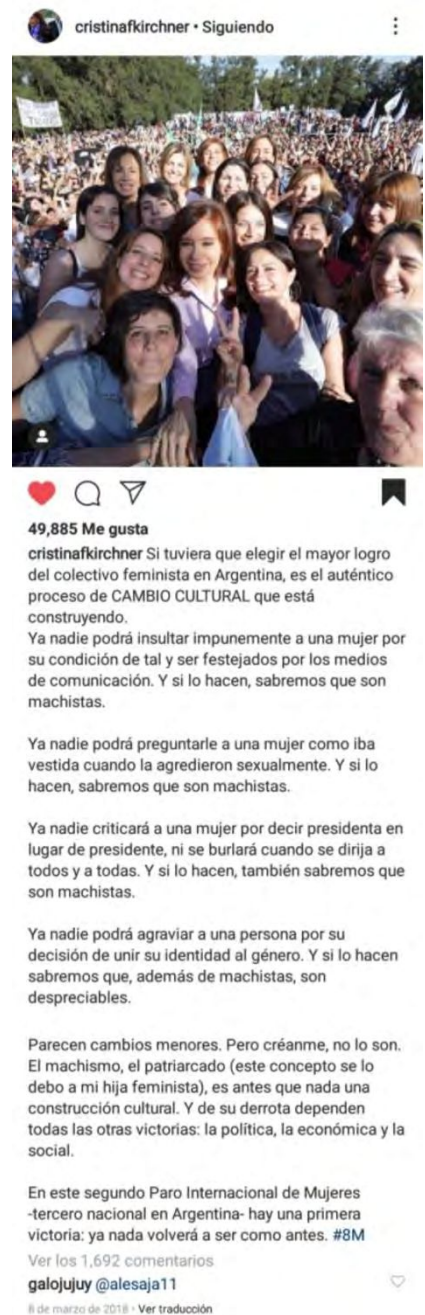 cristinafkirchner • Siguiendo
49,885 Me gusta
cristinafkirchner Si tuviera que elegir el mayor logro
del colectivo feminista en Argentina, es el auténtico
proceso de CAMBIO CULTURAL que está
construyendo.
Ya nadie podrá insultar impunemente a una mujer por
su condición de tal y ser festejados por los medios
de comunicación. Y si lo hacen, sabremos que son
machistas.
Ya nadie podrá preguntarle a una mujer como iba
vestida cuando la agredieron sexualmente. Y si lo
hacen, sabremos que son machistas.
Ya nadie criticará a una mujer por decir presidenta en
lugar de presidente, ni se burlará cuando se dirija a
todos y a todas. Y si lo hacen, también sabremos que
son machistas.
Ya nadie podrá agraviar a una persona por su
decisión de unir su identidad al género. Y si lo hacen
sabremos que, además de machistas, son
despreciables.
Parecen cambios menores. Pero créanme, no lo son.
El machismo, el patriarcado (este concepto se lo
debo a mi hija feminista), es antes que nada una
construcción cultural. Y de su derrota dependen
todas las otras victorias: la política, la económica y la
social.
En este segundo Paro Internacional de Mujeres
-tercero nacional en Argentina- hay una primera
victoria: ya nada volverá a ser como antes. #8M
Ver los 1,692 comentarios
galojujuy @alesaja11
8 de marzo de 2018 • Ver traducción